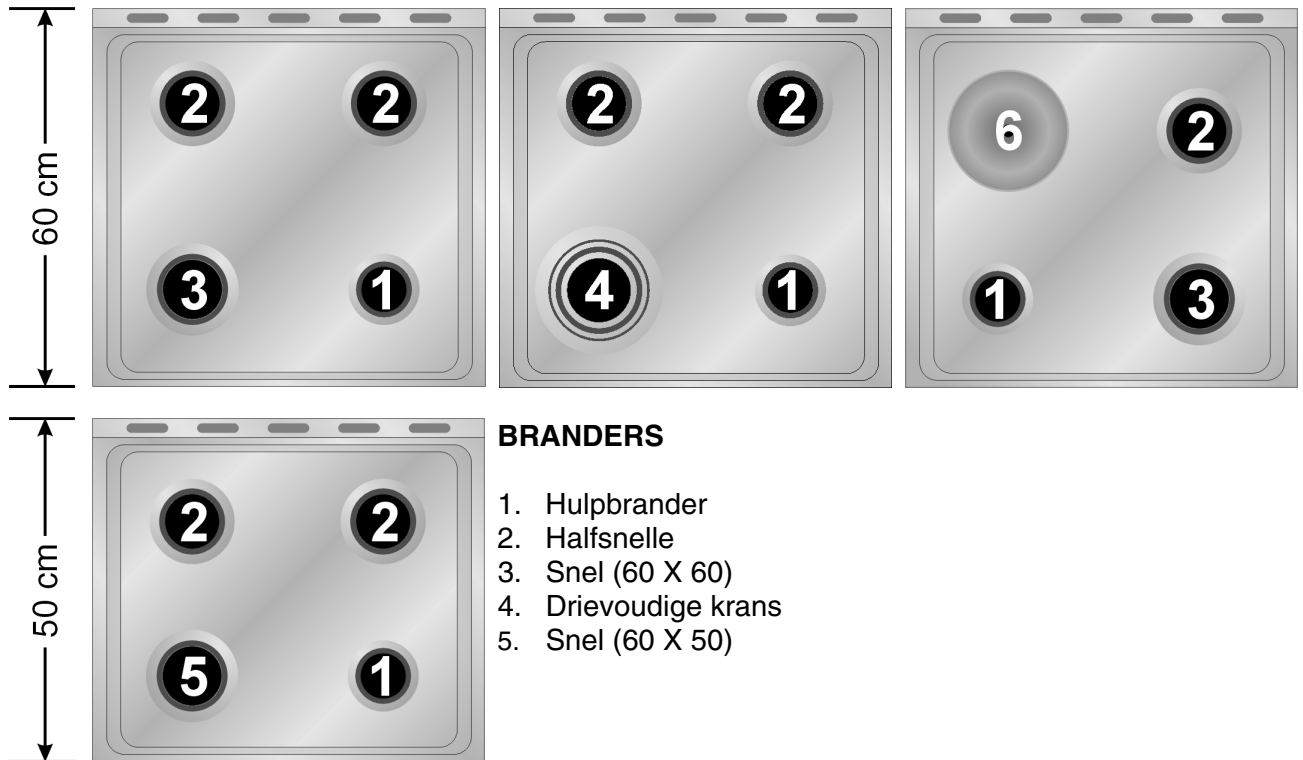 60 cm
2 2
3 1
2 2
4 1
6 2
1 3
50 cm
2 2
5 1
BRANDERS
1. Hulpbrander
2. Halfsnelle
3. Snel (60 X 60)
4. Drievoudige krans
5. Snel (60 X 50)